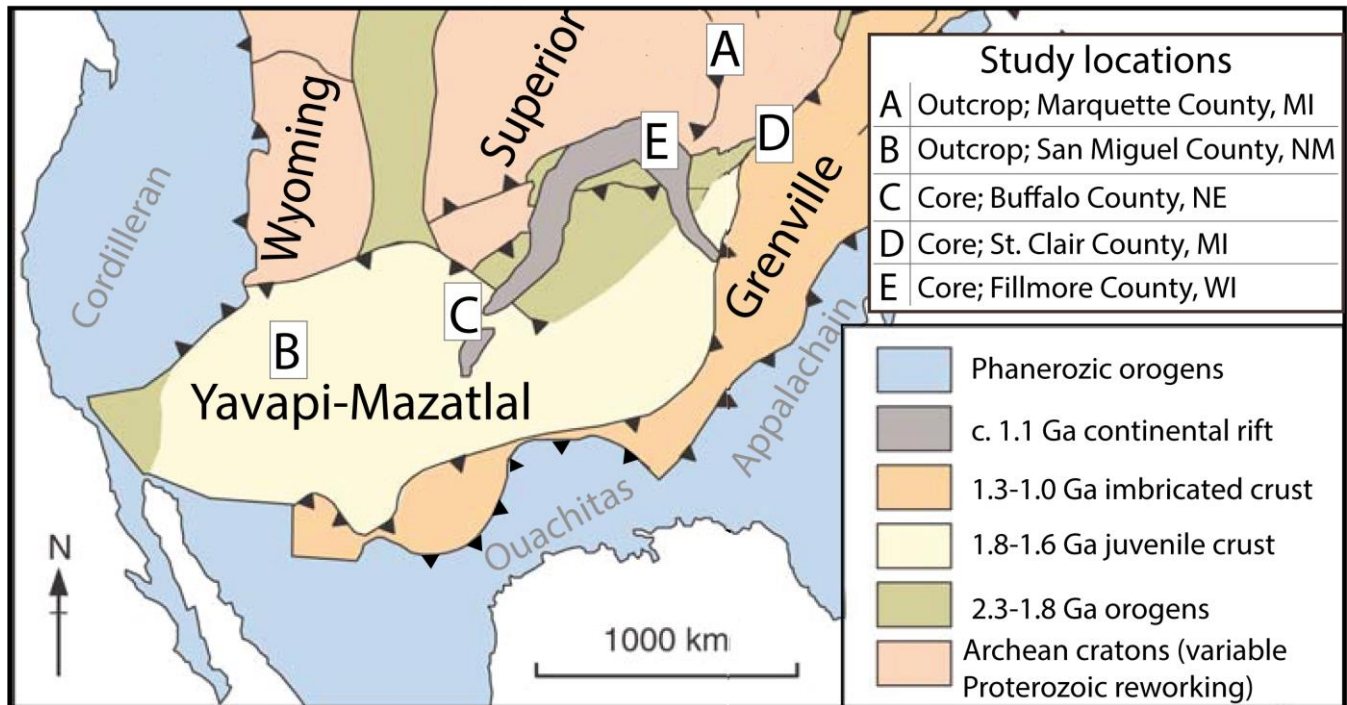 Cordilleran
Wyoming
Superior
A
E
D
C
B
Grenville
Yavapi-Mazatlal
Appalachain
Ouachitas
N
1000 km
Study locations
A Outcrop; Marquette County, MI
B Outcrop; San Miguel County, NM
C Core; Buffalo County, NE
D Core; St. Clair County, MI
E Core; Fillmore County, WI
Phanerozic orogens
c. 1.1 Ga continental rift
1.3-1.0 Ga imbricated crust
1.8-1.6 Ga juvenile crust
2.3-1.8 Ga orogens
Archean cratons (variable
Proterozoic reworking)